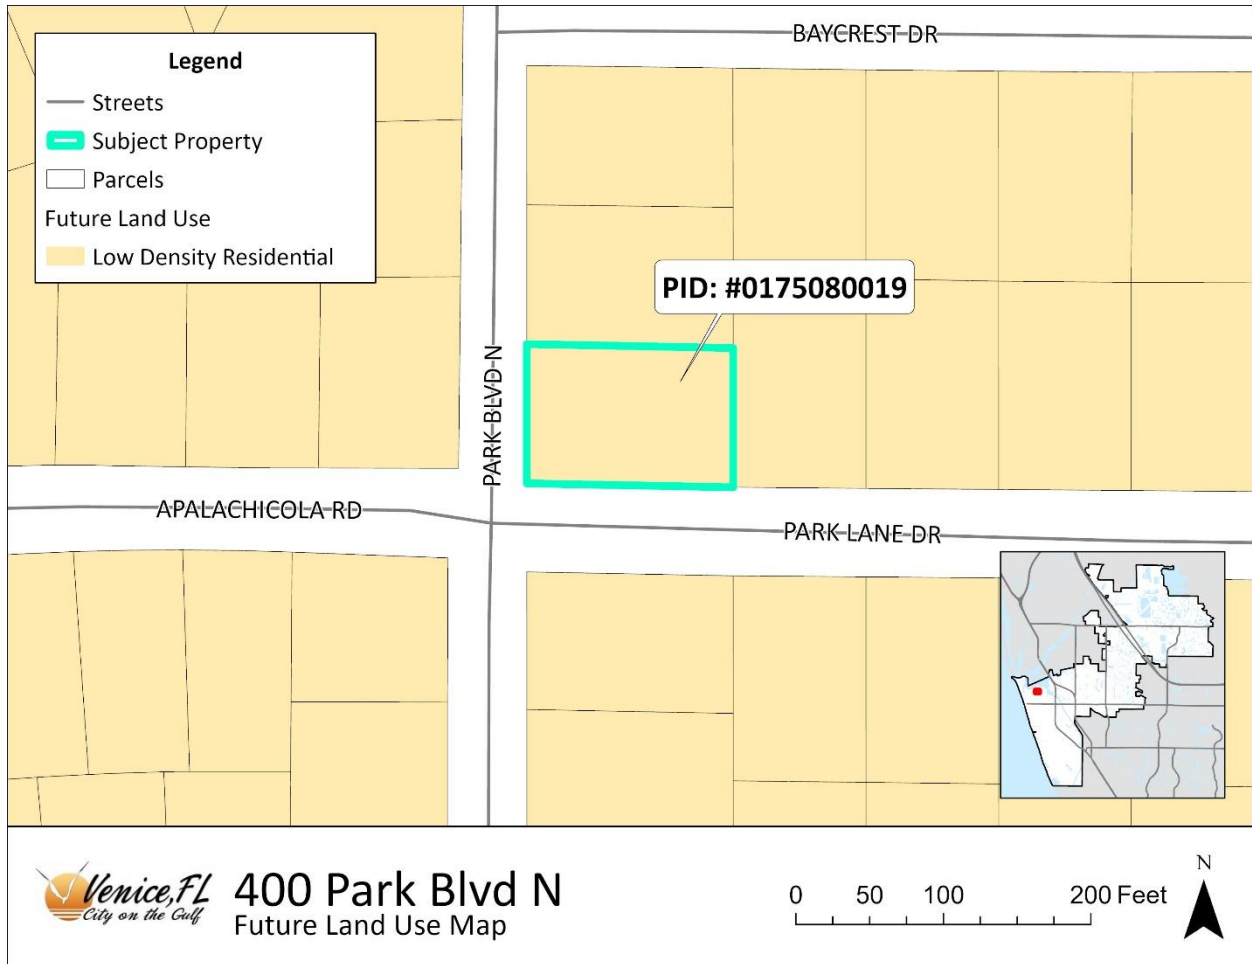 BAYCREST DR
Legend
Streets
Subject Property
Parcels
Future Land Use
Low Density Residential
PID: #0175080019
PARK BLVD N
APALACHICOLA RD
PARK LANE DR
Venice, FL
City on the Gulf
400 Park Blvd N
Future Land Use Map
0 50 100 200 Feet
N